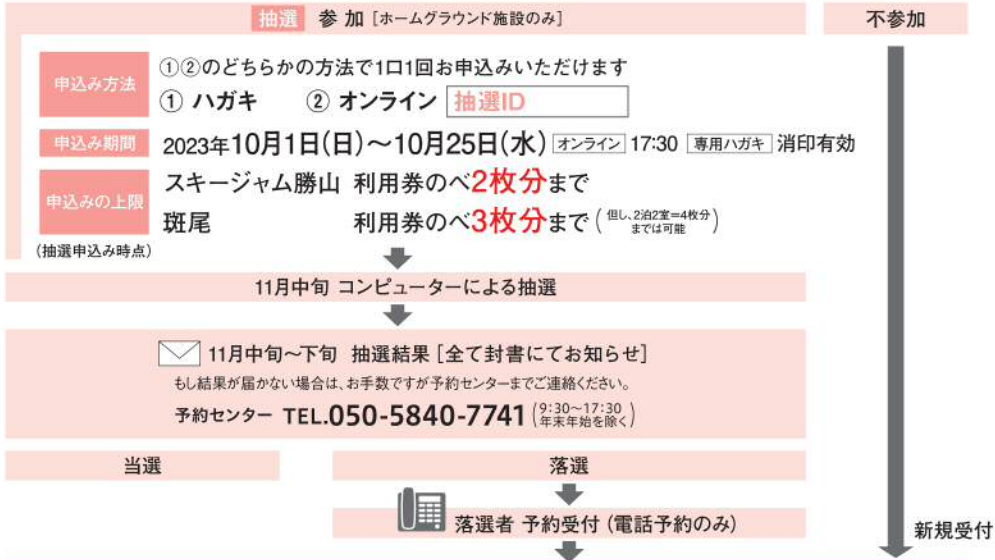 抽選 参加 [ホームグラウンド施設のみ]
不参加
申込み方法
①②のどちらかの方法で1口1回お申込みいただけます
① ハガキ ② オンライン 抽選ID
申込み期間
2023年10月1日(日)〜10月25日(水) オンライン 17:30 専用ハガキ 消印有効
申込みの上限
(抽選申込み時点)
スキージャム勝山 利用券のべ2枚分まで
斑尾 利用券のべ3枚分まで (但し、2泊2室=4枚分
までは可能)
11月中旬 コンピューターによる抽選
11月中旬〜下旬 抽選結果 [全て封書にてお知らせ]
もし結果が届かない場合は、お手数ですが予約センターまでご連絡ください。
予約センター TEL.050-5840-7741 (9:30〜17:30
年末年始を除く)
当選
落選
落選者 予約受付 (電話予約のみ)
新規受付